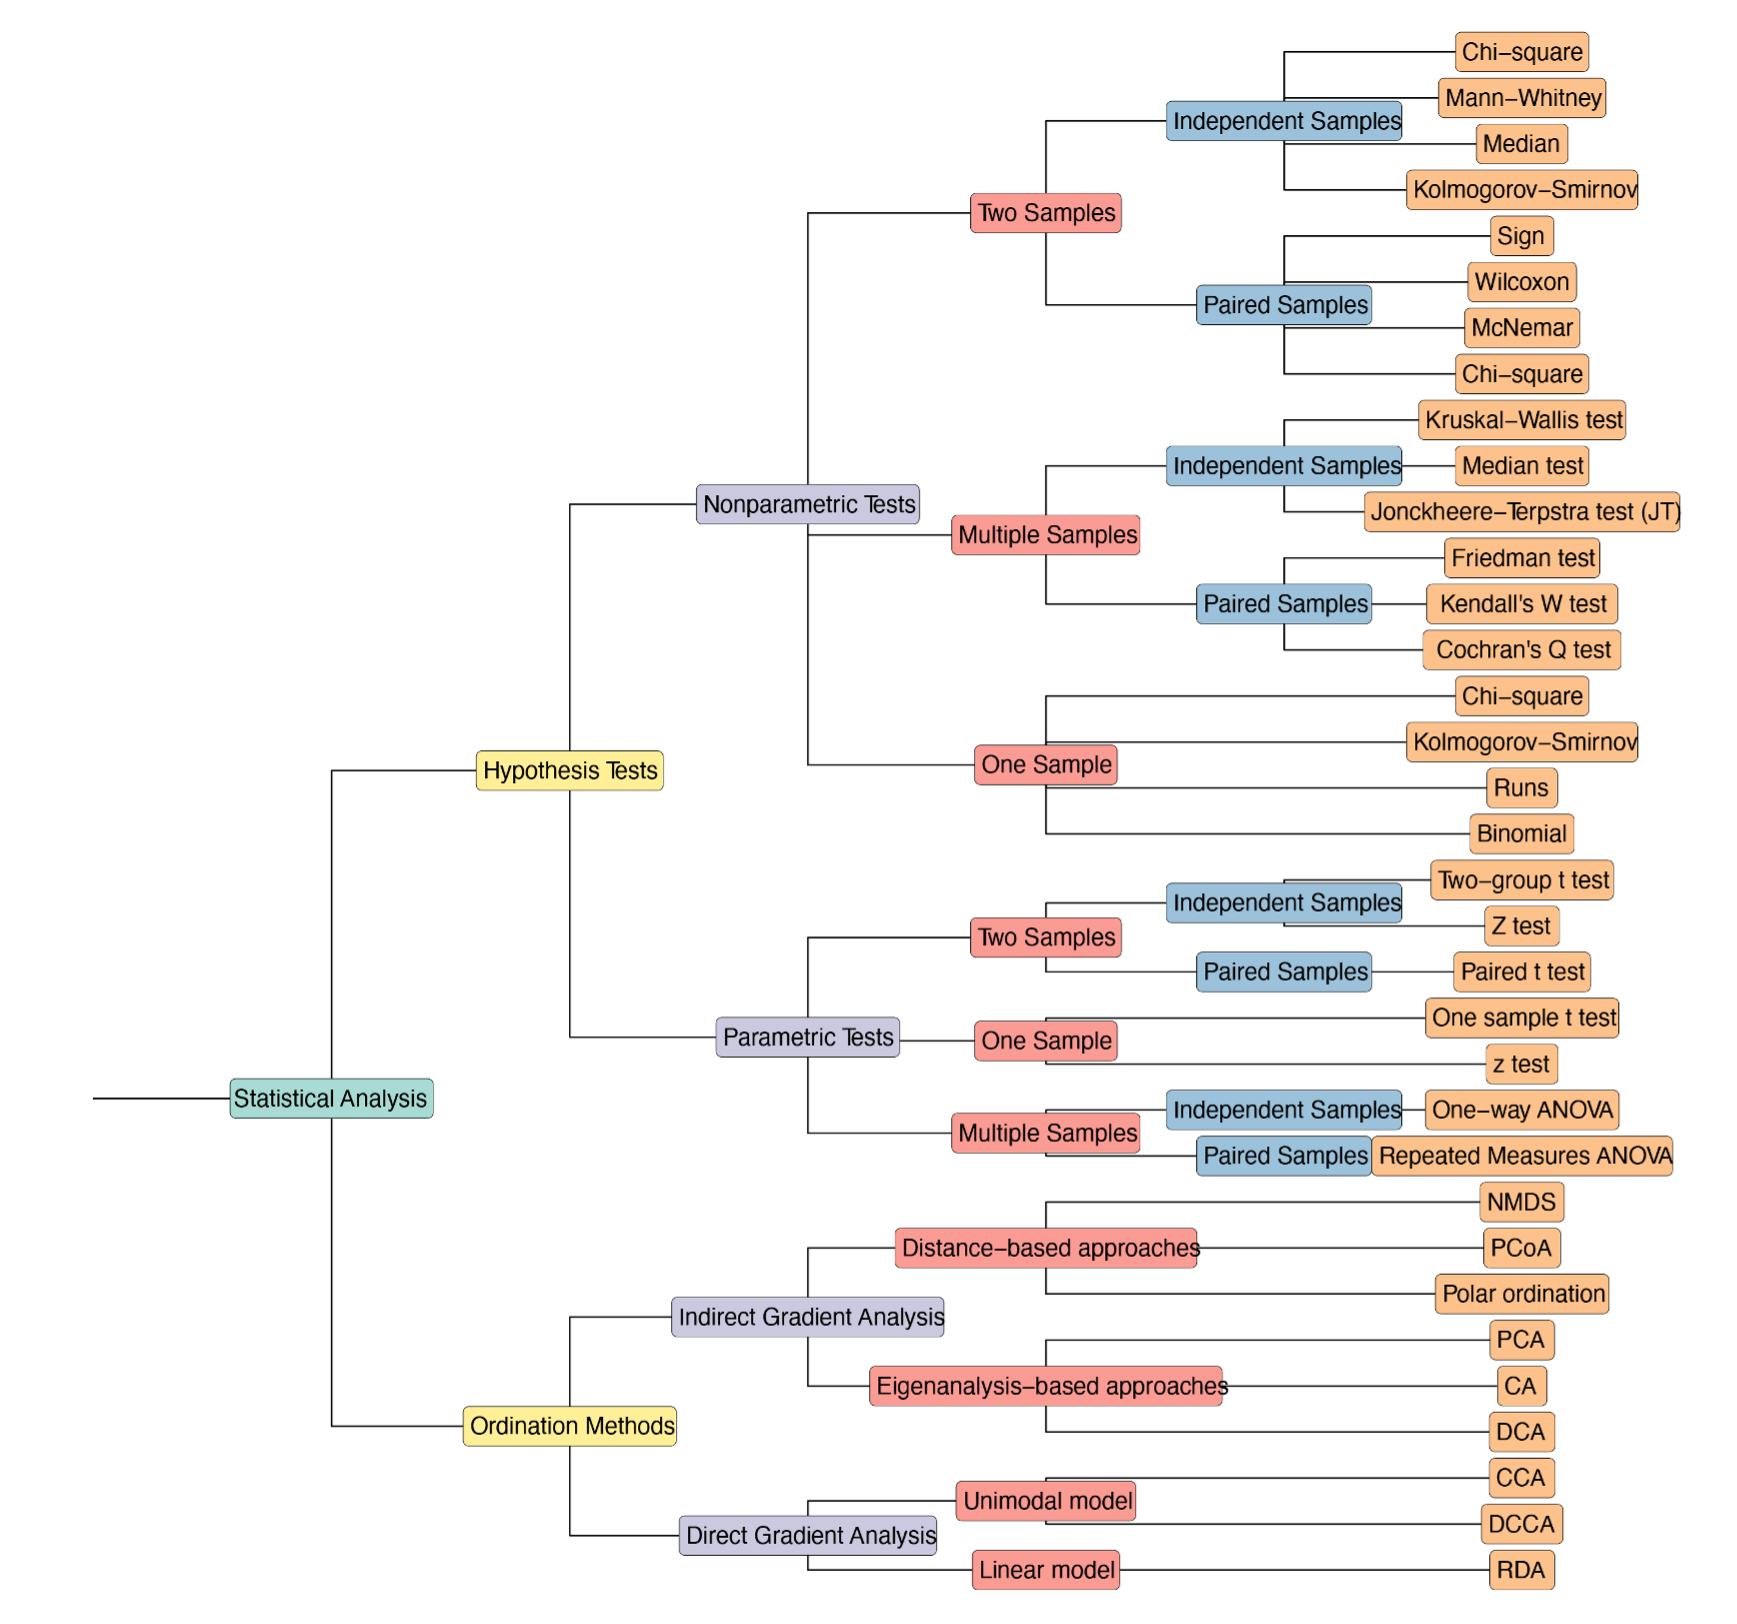 Chi–square
Mann–Whitney
Independent Samples
Median
Kolmogorov–Smirnov
Two Samples
Sign
Wilcoxon
Paired Samples
McNemar
Chi–square
Kruskal–Wallis test
Independent Samples
Median test
Jonckheere–Terpstra test (JT)
Nonparametric Tests
Multiple Samples
Friedman test
Paired Samples
Kendall's W test
Cochran's Q test
Chi–square
Kolmogorov–Smirnov
One Sample
Runs
Binomial
Hypothesis Tests
Two–group t test
Independent Samples
Z test
Two Samples
Paired Samples
Paired t test
Parametric Tests
One sample t test
One Sample
z test
Statistical Analysis
Independent Samples
One–way ANOVA
Multiple Samples
Paired Samples
Repeated Measures ANOVA
NMDS
Distance–based approaches
PCoA
Polar ordination
Indirect Gradient Analysis
PCA
Eigenanalysis–based approaches
CA
DCA
Ordination Methods
CCA
Unimodal model
DCCA
Direct Gradient Analysis
Linear model
RDA